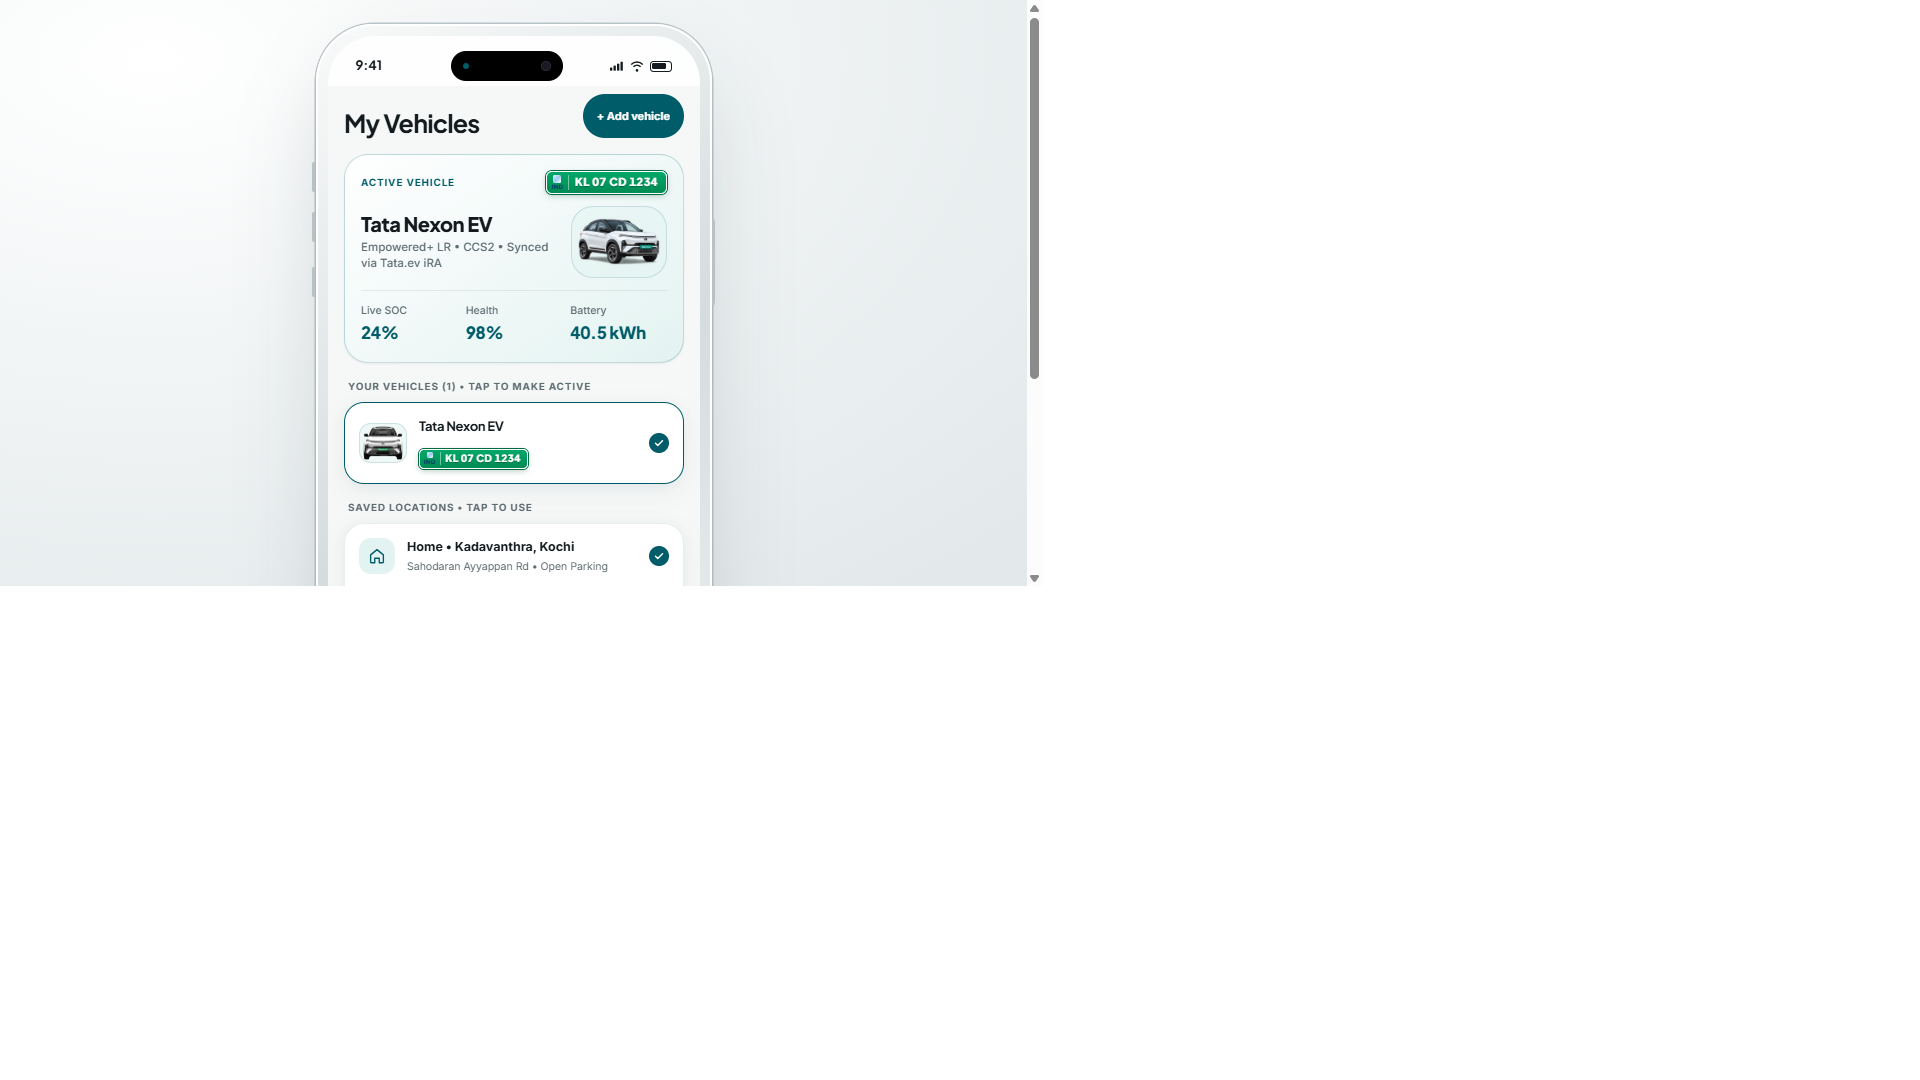 9:41
My Vehicles
+ Add vehicle
ACTIVE VEHICLE
IND KL 07 CD 1234
Tata Nexon EV
Empowered+ LR • CCS2 • Synced
via Tata.ev iRA
Live SOC
24%
Health
98%
Battery
40.5 kWh
YOUR VEHICLES (1) • TAP TO MAKE ACTIVE
Tata Nexon EV
IND KL 07 CD 1234
SAVED LOCATIONS • TAP TO USE
Home • Kadavanthra, Kochi
Sahodaran Ayyappan Rd • Open Parking